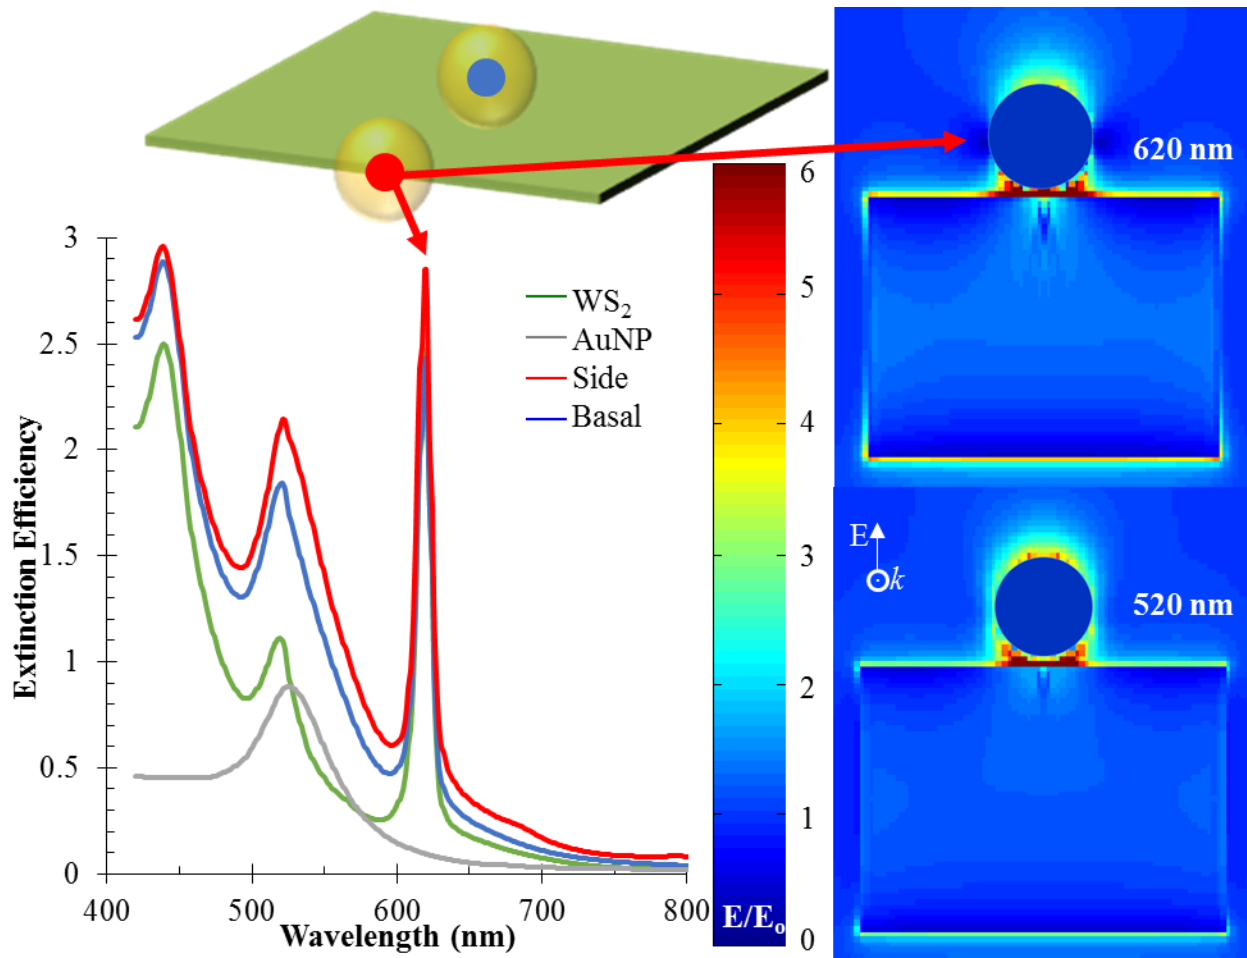 620 nm
6
5
4
3
2
1
0
E/Eₒ
3
2.5
2
1.5
1
0.5
0
Extinction Efficiency
WS₂
AuNP
Side
Basal
400
500
600
700
800
Wavelength (nm)
E
k
520 nm